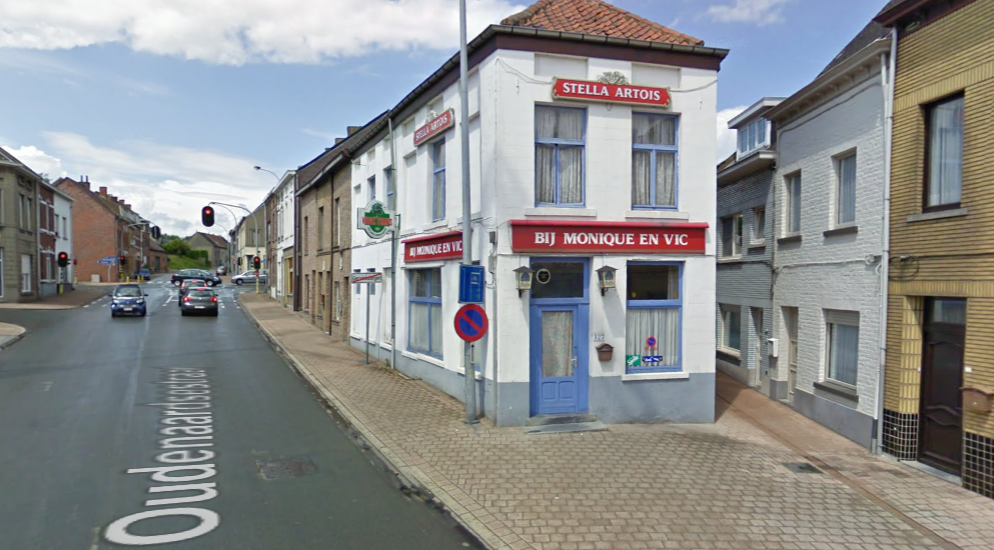 STELLA ARTOIS
STELLA ARTOIS
BIJ MONIQUE EN VIC
BIJ MONIQUE EN VIC
Oudenaardsestraat